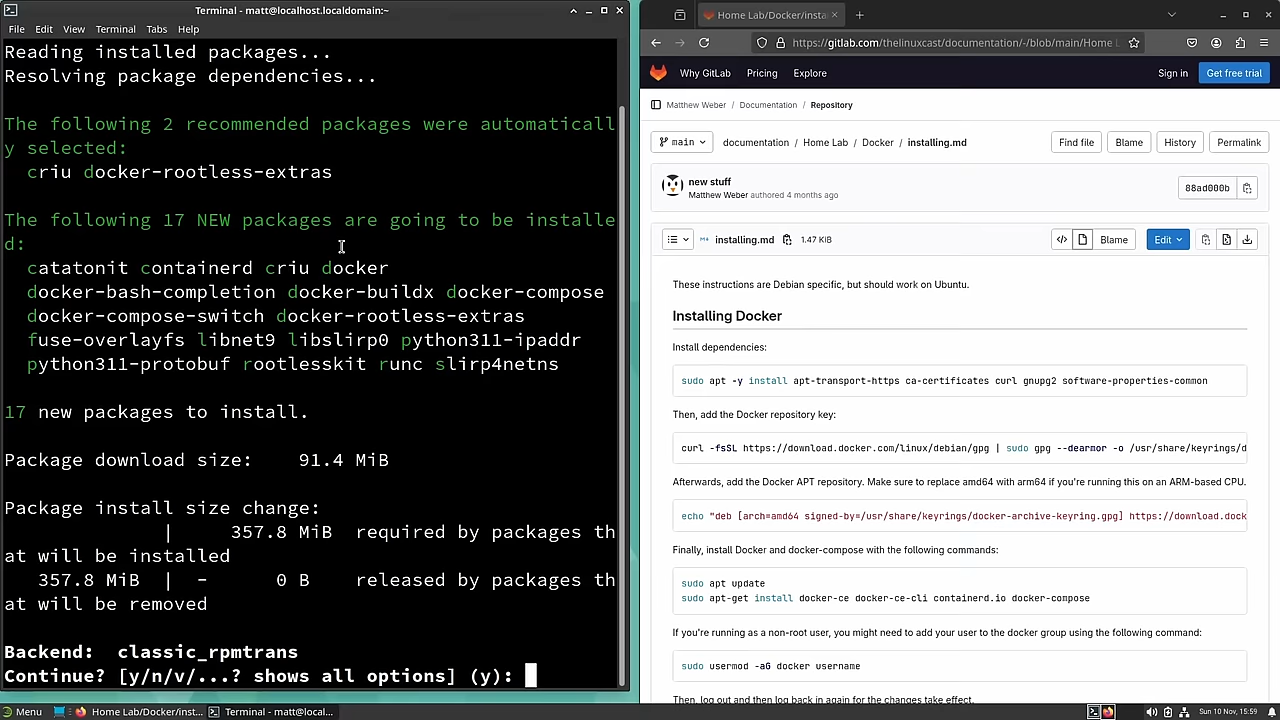 Terminal - matt@localhost.localdomain:~
File Edit View Terminal Tabs Help
Reading installed packages...
Resolving package dependencies...
The following 2 recommended packages were automaticall
y selected:
criu docker-rootless-extras
The following 17 NEW packages are going to be installe
d:
catatonit containerd criu docker
docker-bash-completion docker-buildx docker-compose
docker-compose-switch docker-rootless-extras
fuse-overlayfs libnet9 libslirp0 python311-ipaddr
python311-protobuf rootlesskit runc slirp4netns
17 new packages to install.
Package download size:    91.4 MiB
Package install size change:
|     357.8 MiB  required by packages th
at will be installed
357.8 MiB  |  -      0 B    released by packages th
at will be removed
Backend:  classic_rpmtrans
Continue? [y/n/v/...? shows all options] (y):
Home Lab/Docker/insta
https://gitlab.com/thelinuxcast/documentation/-/blob/main/Home L
Why GitLab Pricing Explore Sign in Get free trial
Matthew Weber / Documentation / Repository
main documentation / Home Lab / Docker / installing.md Find file Blame History Permalink
new stuff
Matthew Weber authored 4 months ago
88ad000b
installing.md 1.47 KiB Blame Edit
These instructions are Debian specific, but should work on Ubuntu.
Installing Docker
Install dependencies:
sudo apt -y install apt-transport-https ca-certificates curl gnupg2 software-properties-common
Then, add the Docker repository key:
curl -fsSL https://download.docker.com/linux/debian/gpg | sudo gpg --dearmor -o /usr/share/keyrings/d
Afterwards, add the Docker APT repository. Make sure to replace amd64 with arm64 if you're running this on an ARM-based CPU.
echo "deb [arch=amd64 signed-by=/usr/share/keyrings/docker-archive-keyring.gpg] https://download.dock
Finally, install Docker and docker-compose with the following commands:
sudo apt update
sudo apt-get install docker-ce docker-ce-cli containerd.io docker-compose
If you're running as a non-root user, you might need to add your user to the docker group using the following command:
sudo usermod -aG docker username
Then, log out and then log back in again for the changes take effect.
Menu Home Lab/Docker/inst... Terminal - matt@local... Sun 10 Nov, 15:59